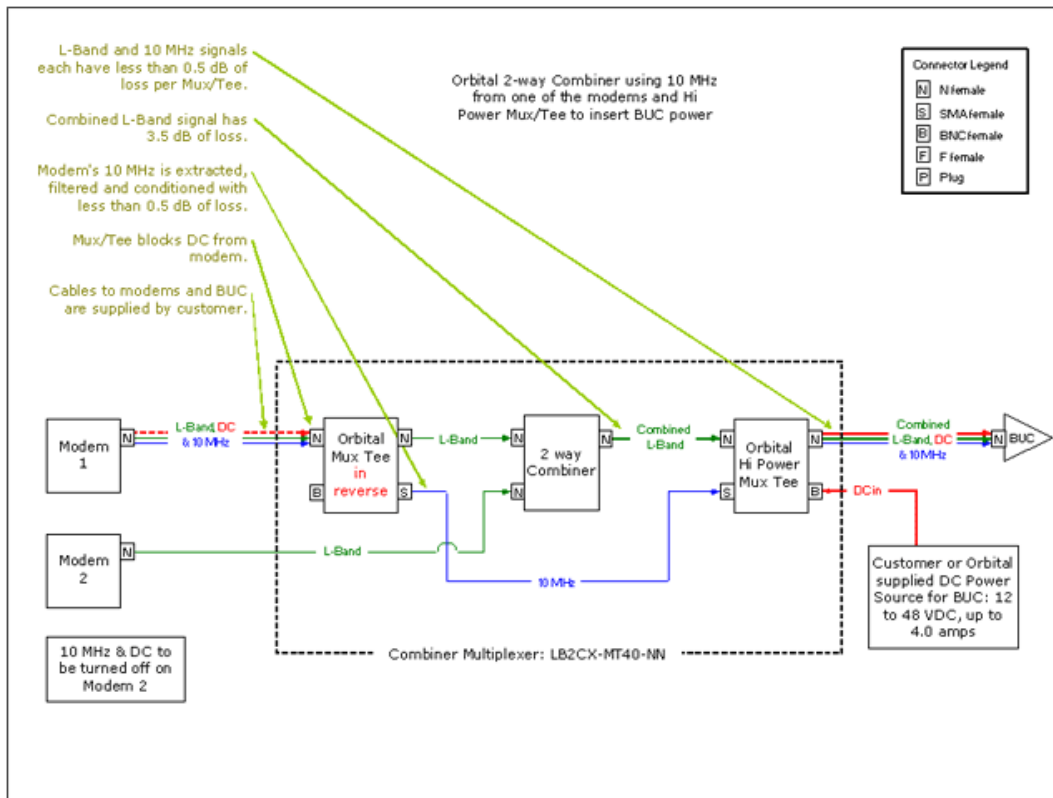 L-Band and 10 MHz signals
each have less than 0.5 dB of
loss per Mux/Tee.
Combined L-Band signal has
3.5 dB of loss.
Modem's 10 MHz is extracted,
filtered and conditioned with
less than 0.5 dB of loss.
Mux/Tee blocks DC from
modem.
Cables to modems and BUC
are supplied by customer.
Orbital 2-way Combiner using 10 MHz
from one of the modems and Hi
Power Mux/Tee to insert BUC power
Connector Legend
N N female
S SMA female
B BNC female
F F female
P Plug
Modem
1
N
L-Band, DC
& 10 MHz
N
Orbital
Mux Tee
in
reverse
N
B
S
L-Band
N
2 way
Combiner
N
N
Combined
L-Band
N
Orbital
Hi Power
Mux Tee
N
S
B
Combined
L-Band, DC
& 10 MHz
N
BUC
DC in
Modem
2
N
L-Band
10 MHz
Customer or Orbital
supplied DC Power
Source for BUC: 12
to 48 VDC, up to
4.0 amps
10 MHz & DC to
be turned off on
Modem 2
Combiner Multiplexer: LB2CX-MT40-NN